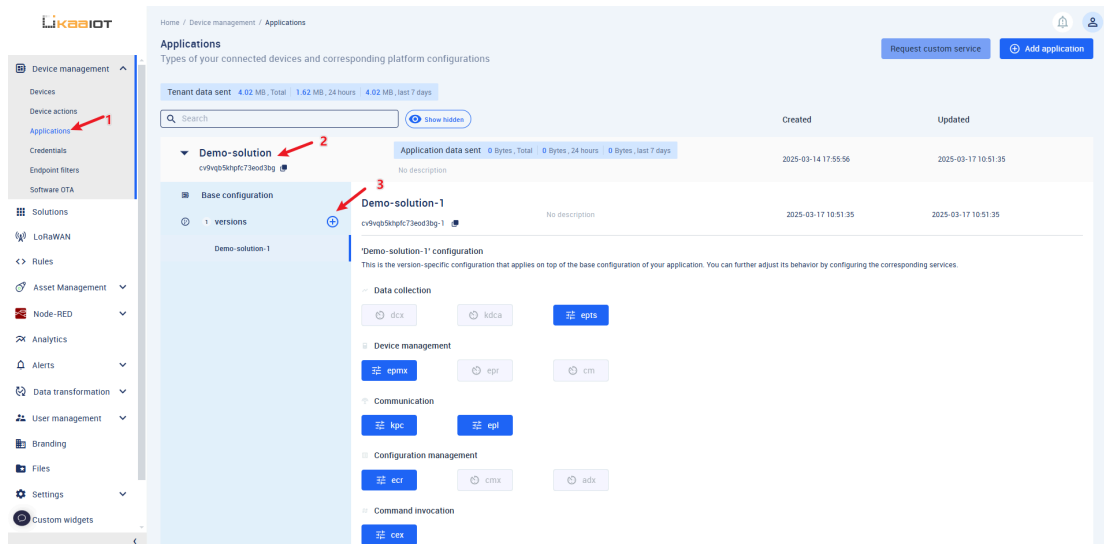 KaaIoT
Home / Device management / Applications
Applications
Types of your connected devices and corresponding platform configurations
Request custom service
Add application
Tenant data sent 4.02 MB, Total 1.62 MB, 24 hours 4.02 MB, last 7 days
Search
Show hidden
Created
Updated
Device management
Devices
Device actions
Applications
1
Credentials
Endpoint filters
Software OTA
Solutions
LoRaWAN
Rules
Asset Management
Node-RED
Analytics
Alerts
Data transformation
User management
Branding
Files
Settings
Custom widgets
Demo-solution
2
cv9vqb5khpfc73eod3bg
Application data sent 0 Bytes, Total 0 Bytes, 24 hours 0 Bytes, last 7 days
No description
2025-03-14 17:55:56
2025-03-17 10:51:35
Base configuration
1 versions
3
Demo-solution-1
Demo-solution-1
cv9vqb5khpfc73eod3bg-1
No description
2025-03-17 10:51:35
2025-03-17 10:51:35
'Demo-solution-1' configuration
This is the version-specific configuration that applies on top of the base configuration of your application. You can further adjust its behavior by configuring the corresponding services.
Data collection
dcx
kdca
epts
Device management
epmx
epr
cm
Communication
kpc
epl
Configuration management
ecr
cmx
adx
Command invocation
cex